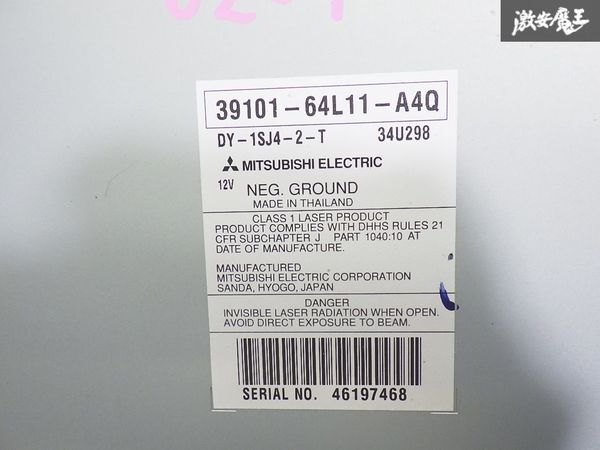 激安魔王
39101-64L11-A4Q
DY-1SJ4-2-T 34U298
MITSUBISHI ELECTRIC
12V NEG. GROUND
MADE IN THAILAND
CLASS 1 LASER PRODUCT
PRODUCT COMPLIES WITH DHHS RULES 21
CFR SUBCHAPTER J PART 1040:10 AT
DATE OF MANUFACTURE.
MANUFACTURED
MITSUBISHI ELECTRIC CORPORATION
SANDA, HYOGO, JAPAN
DANGER
INVISIBLE LASER RADIATION WHEN OPEN.
AVOID DIRECT EXPOSURE TO BEAM.
SERIAL NO. 46197468